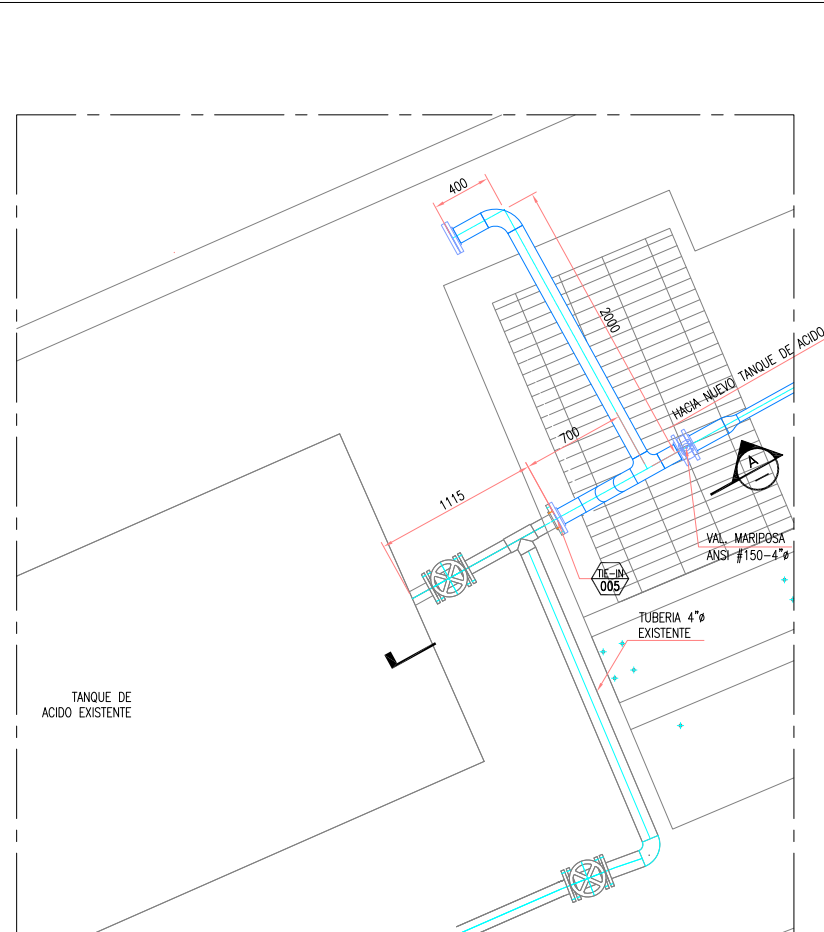 400
2000
HACIA NUEVO TANQUE DE ACIDO
700
1115
A
VAL. MARIPOSA
ANSI #150-4"ø
TIE-IN
005
TUBERIA 4"ø
EXISTENTE
TANQUE DE
ACIDO EXISTENTE